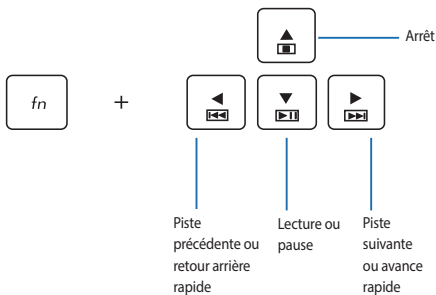 Arrêt
fn
+
Piste
précédente ou
retour arrière
rapide
Lecture ou
pause
Piste
suivante
ou avance
rapide